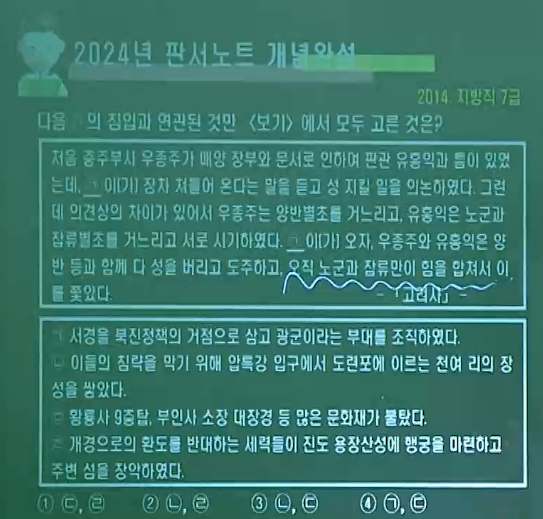 2024년 판서노트 개념완성
2014. 지방직 7급
다음 ㉠의 침입과 연관된 것만 <보기> 에서 모두 고른 것은?
처음 충주부사 우종주가 매양 장부와 문서로 인하여 판관 유홍익과 틈이 있었
는데, ㉠ 이(가) 장차 쳐들어 온다는 말을 듣고 성 지킬 일을 의논하였다. 그런
데 의견상의 차이가 있어서 우종주는 양반별초를 거느리고, 유홍익은 노군과
잡류별초를 거느리고 서로 시기하였다. ㉠ 이(가) 오자, 우종주와 유홍익은 양
반 등과 함께 다 성을 버리고 도주하고, 오직 노군과 잡류만이 힘을 합쳐서 이
를 쫓았다. - 「고려사」 -
㉠ 서경을 북진정책의 거점으로 삼고 광군이라는 부대를 조직하였다.
㉡ 이들의 침략을 막기 위해 압록강 입구에서 도련포에 이르는 천여 리의 장
성을 쌓았다.
㉢ 황룡사 9층탑, 부인사 소장 대장경 등 많은 문화재가 불탔다.
㉣ 개경으로의 환도를 반대하는 세력들이 진도 용장산성에 행궁을 마련하고
주변 섬을 장악하였다.
① ㉢, ㉣ ② ㉡, ㉣ ③ ㉡, ㉢ ④ ㉠, ㉢